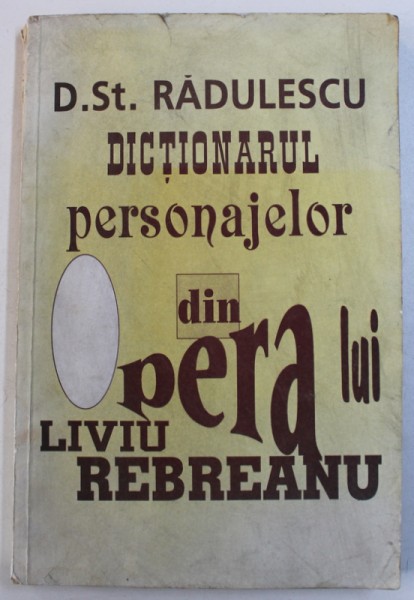 D.St. RĂDULESCU
DICȚIONARUL
personajelor
din
Opera lui
LIVIU
REBREANU